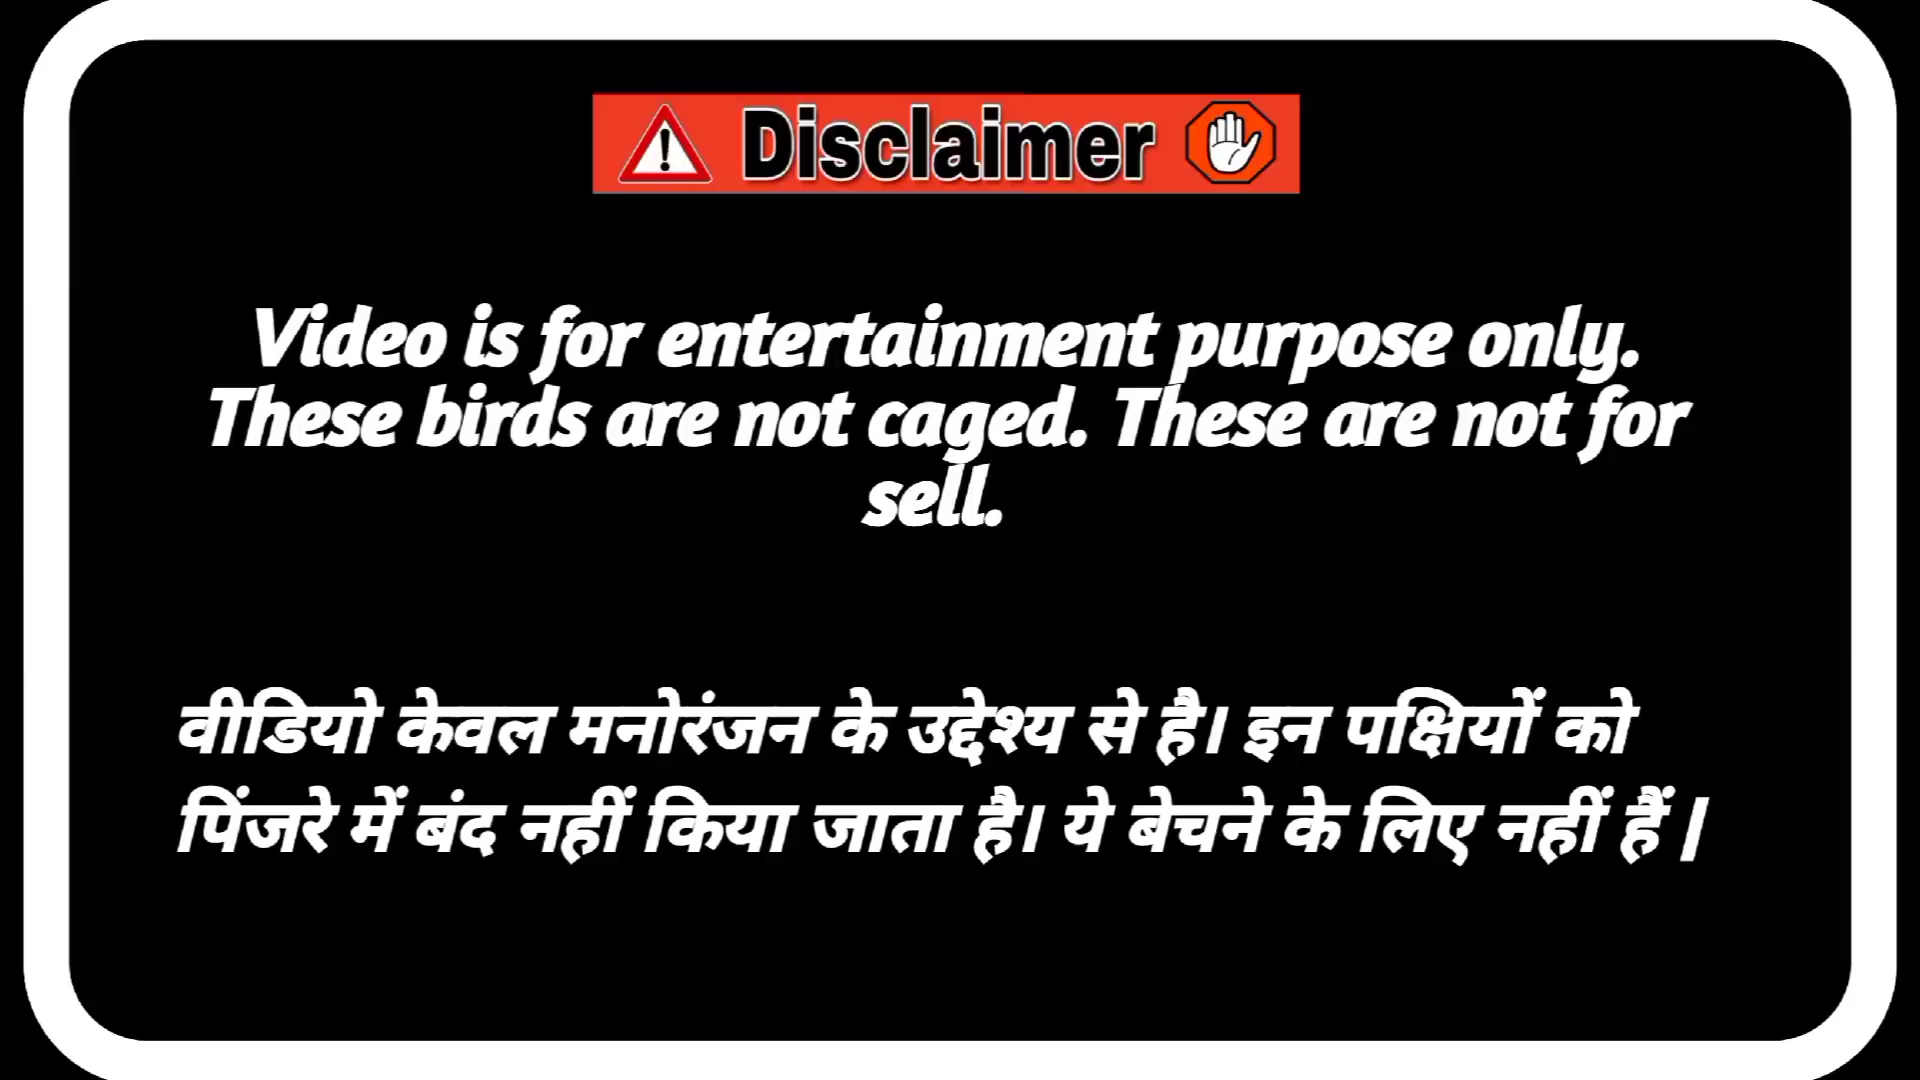 Disclaimer
Video is for entertainment purpose only.
These birds are not caged. These are not for
sell.
वीडियो केवल मनोरंजन के उद्देश्य से है। इन पक्षियों को
पिंजरे में बंद नहीं किया जाता है। ये बेचने के लिए नहीं हैं |